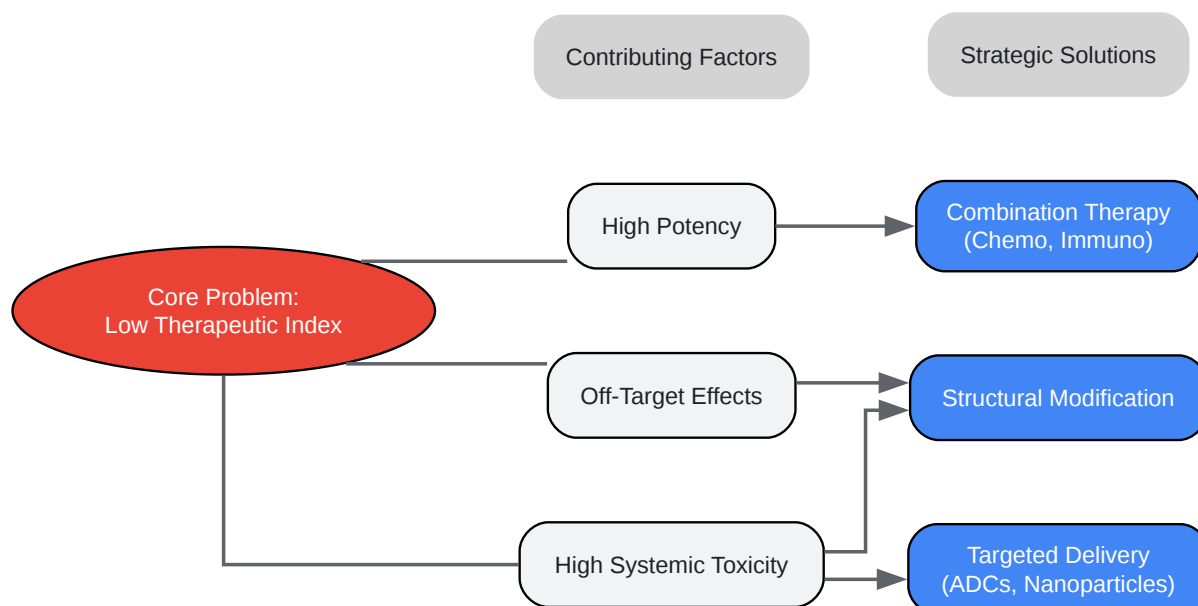 Contributing Factors
Strategic Solutions
High Potency
Combination Therapy
(Chemo, Immuno)
Core Problem:
Low Therapeutic Index
Off-Target Effects
Structural Modification
High Systemic Toxicity
Targeted Delivery
(ADCs, Nanoparticles)